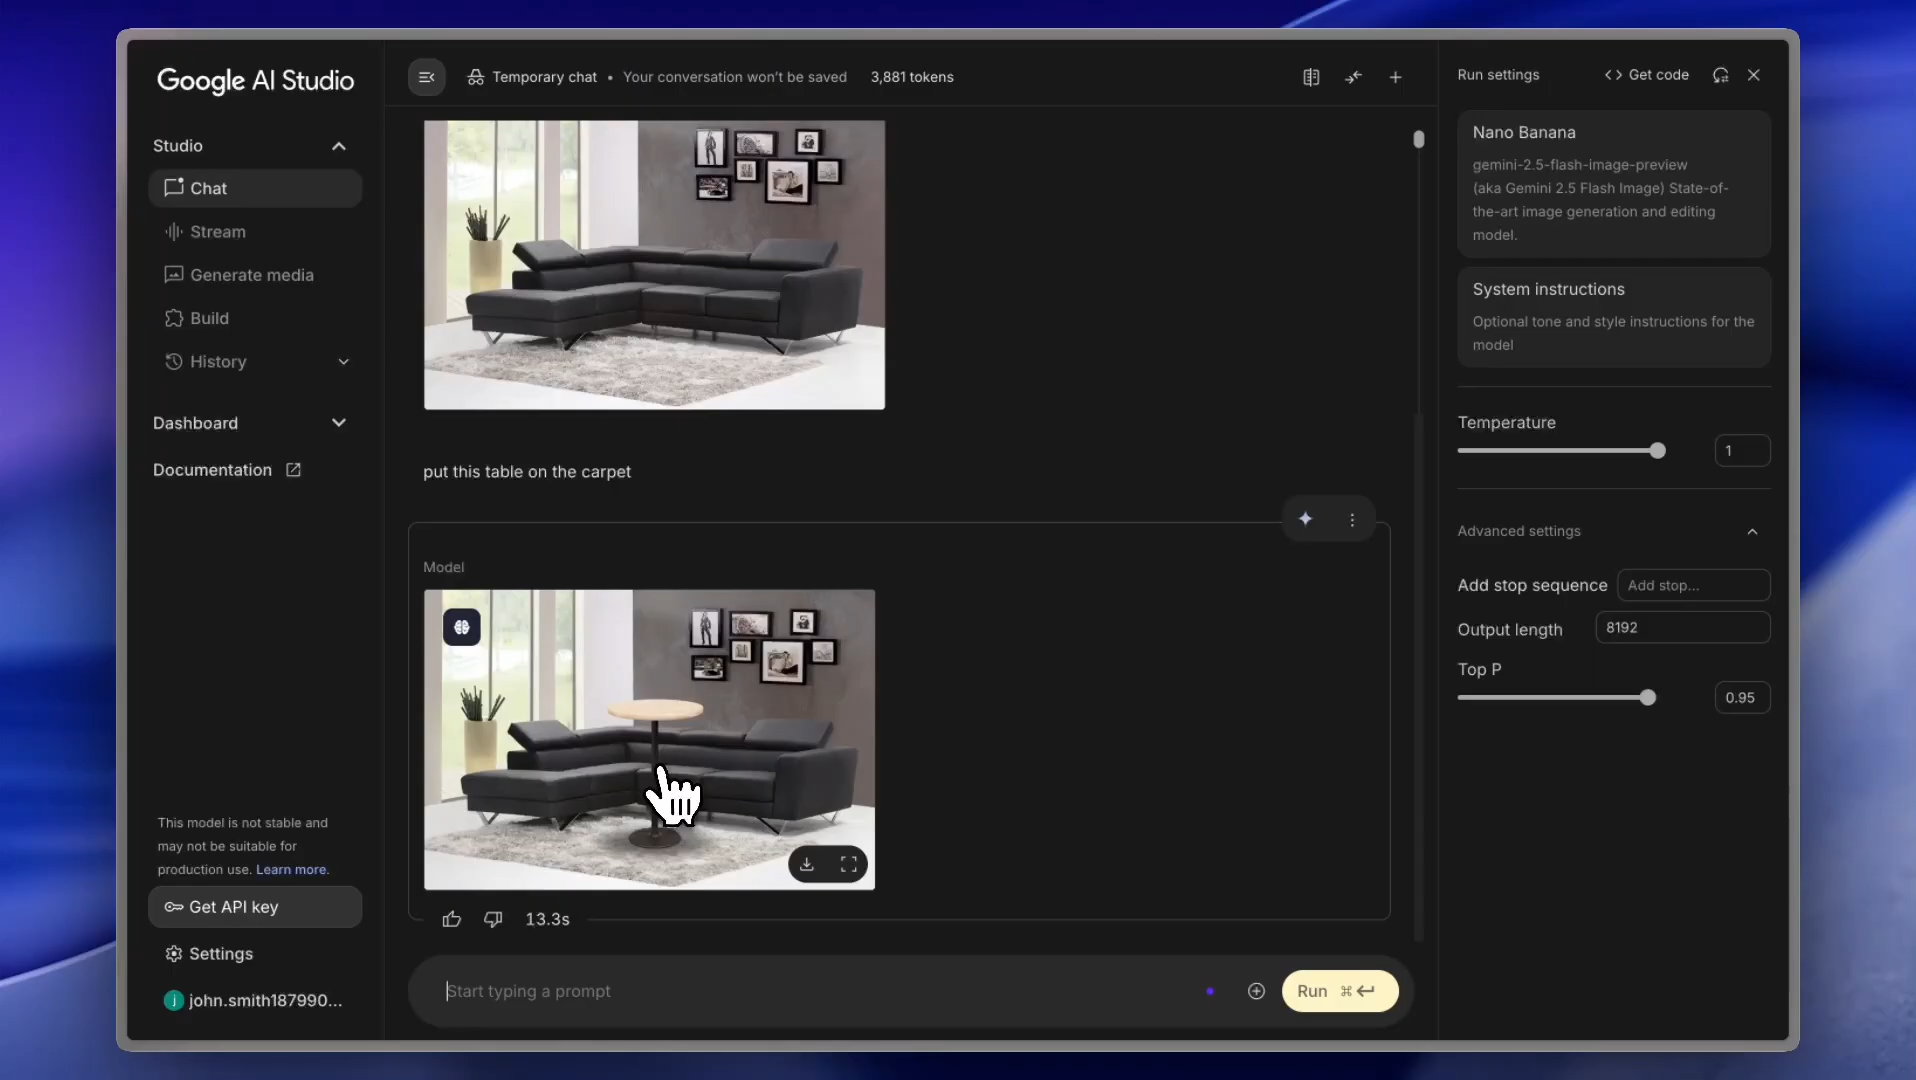 Google AI Studio
Studio
Chat
Stream
Generate media
Build
History
Dashboard
Documentation
This model is not stable and
may not be suitable for
production use. Learn more.
Get API key
Settings
j john.smith187990...
Temporary chat • Your conversation won't be saved 3,881 tokens
put this table on the carpet
Model
13.3s
Start typing a prompt
Run ⌘ ↵
Run settings
<> Get code
Nano Banana
gemini-2.5-flash-image-preview
(aka Gemini 2.5 Flash Image) State-of-
the-art image generation and editing
model.
System instructions
Optional tone and style instructions for the
model
Temperature
1
Advanced settings
Add stop sequence Add stop...
Output length 8192
Top P
0.95